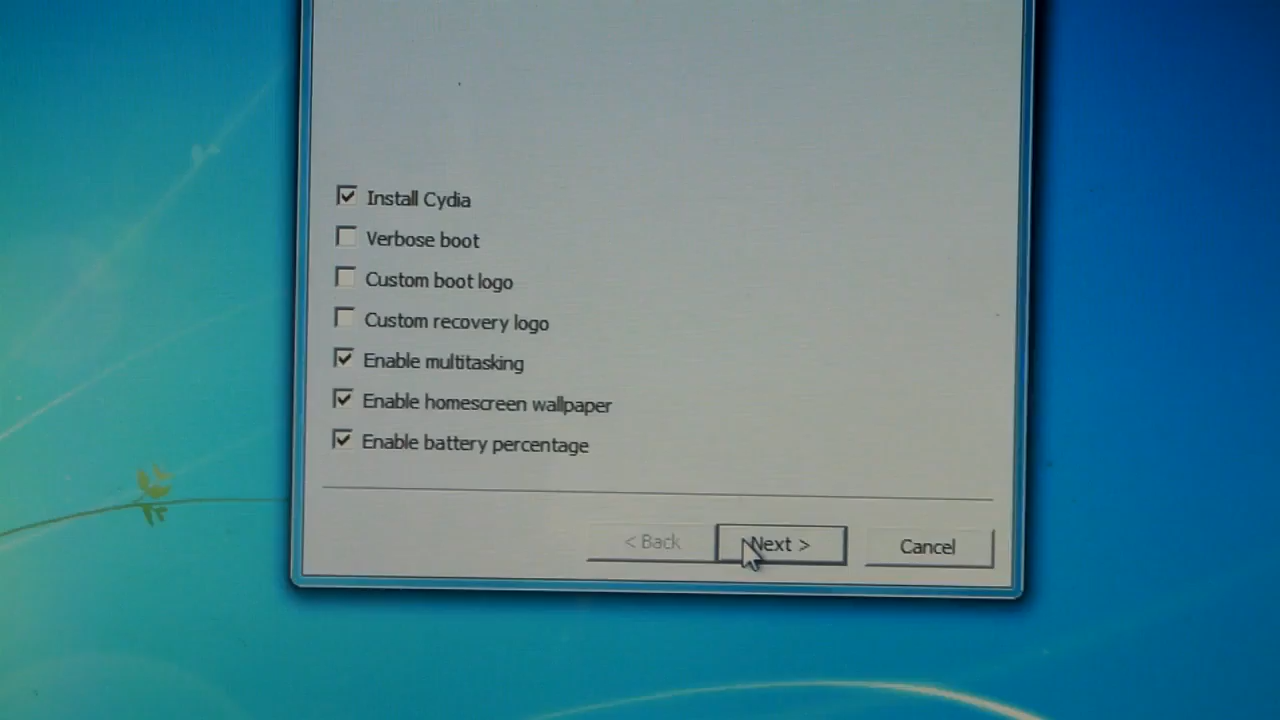 Install Cydia
Verbose boot
Custom boot logo
Custom recovery logo
Enable multitasking
Enable homescreen wallpaper
Enable battery percentage
< Back Next > Cancel